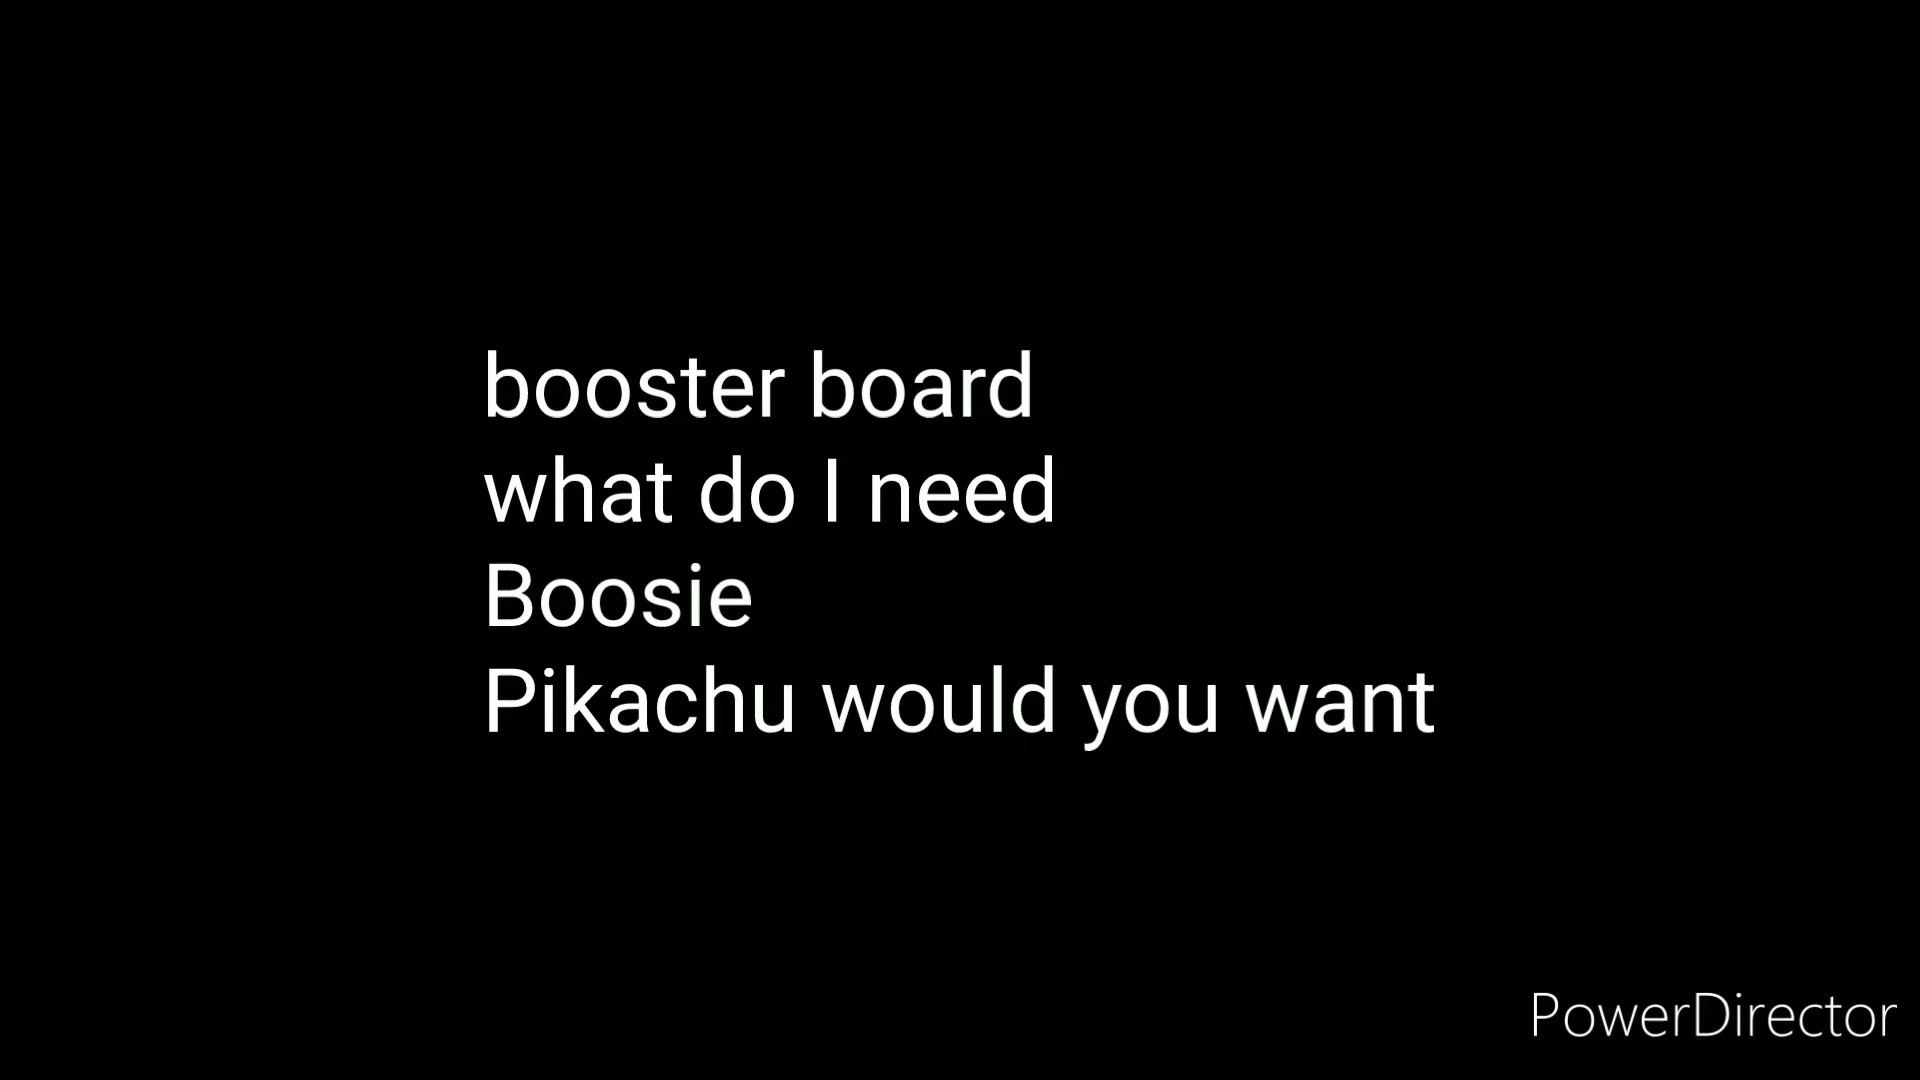 booster board
what do I need
Boosie
Pikachu would you want
PowerDirector